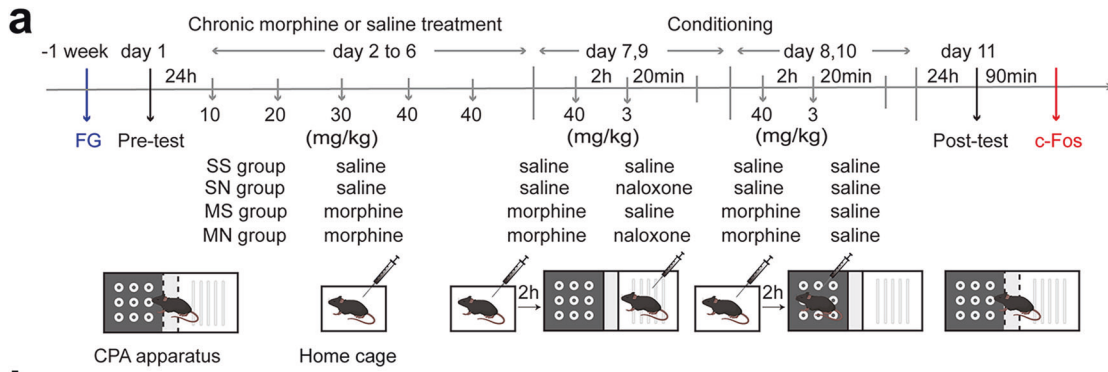 a
Chronic morphine or saline treatment Conditioning
-1 week day 1 day 2 to 6 day 7,9 day 8,10 day 11
24h 2h 20min 2h 20min 24h 90min
10 20 30 40 40 40 3 40 3
FG Pre-test (mg/kg) (mg/kg) (mg/kg) Post-test c-Fos
SS group saline saline saline saline saline
SN group saline saline naloxone saline saline
MS group morphine morphine saline morphine saline
MN group morphine morphine naloxone morphine saline
2h 2h
CPA apparatus Home cage